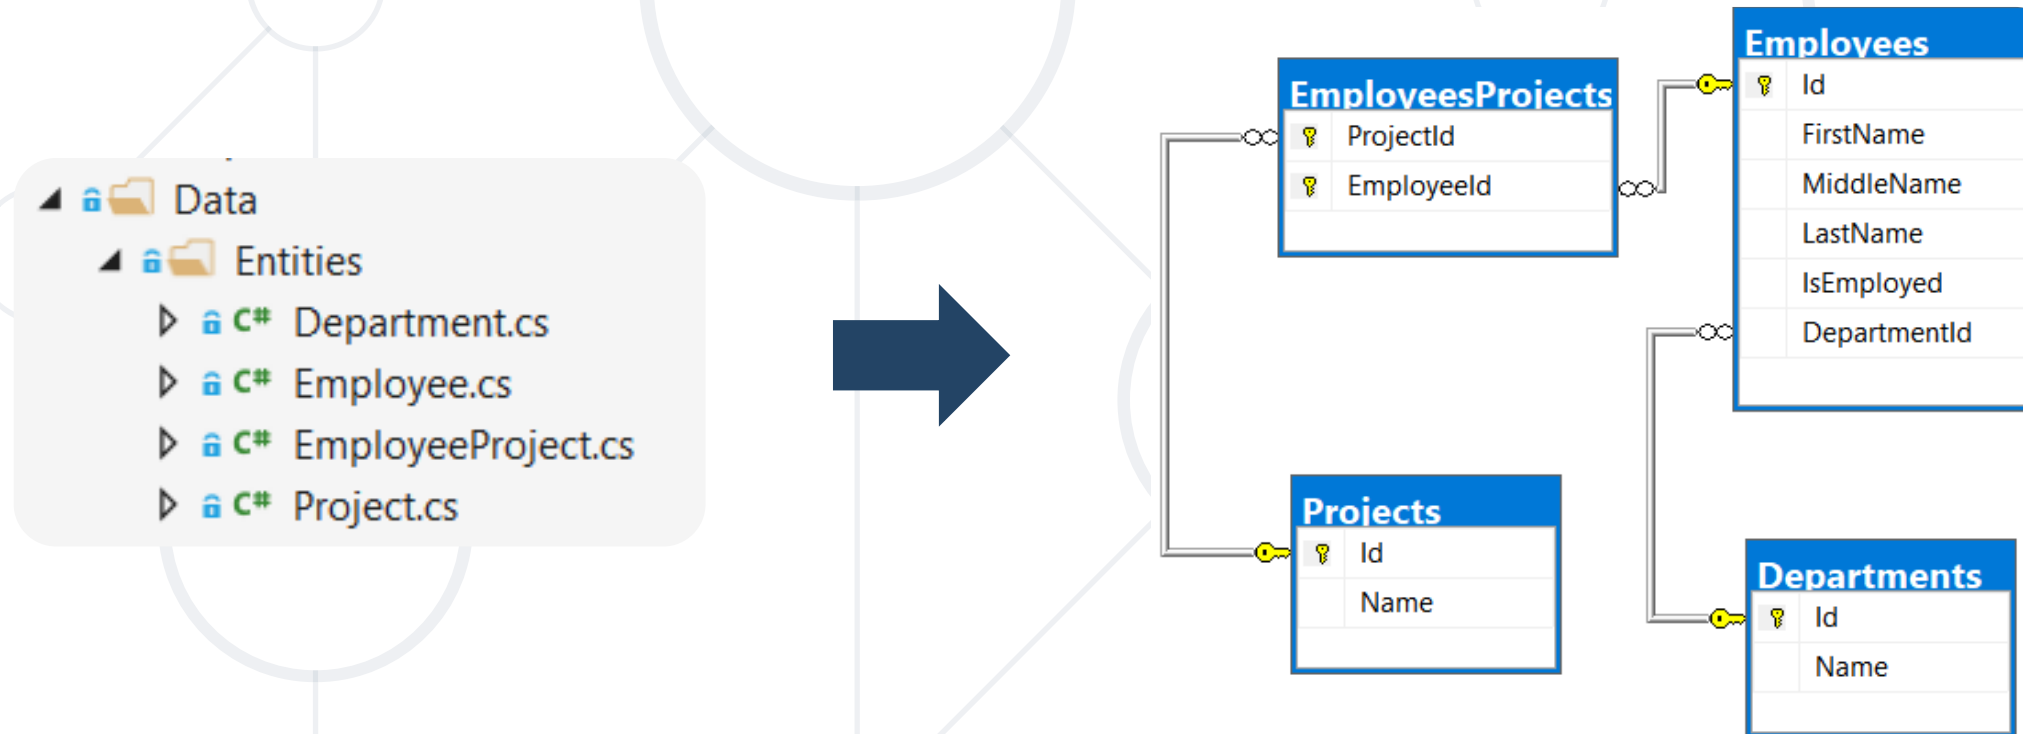 Data
Entities
C# Department.cs
C# Employee.cs
C# EmployeeProject.cs
C# Project.cs
EmployeesProjects
ProjectId
EmployeeId
Employees
Id
FirstName
MiddleName
LastName
IsEmployed
DepartmentId
Projects
Id
Name
Departments
Id
Name